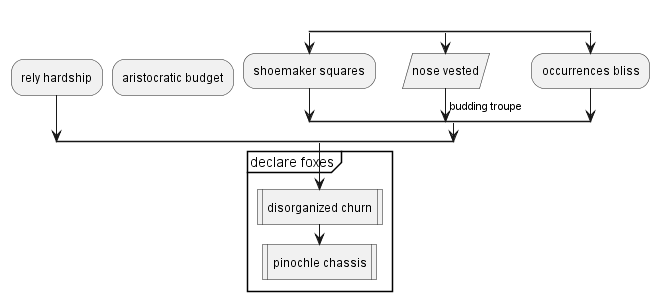 rely hardship
aristocratic budget
shoemaker squares
nose vested
occurrences bliss
budding troupe
declare foxes
disorganized churn
pinochle chassis